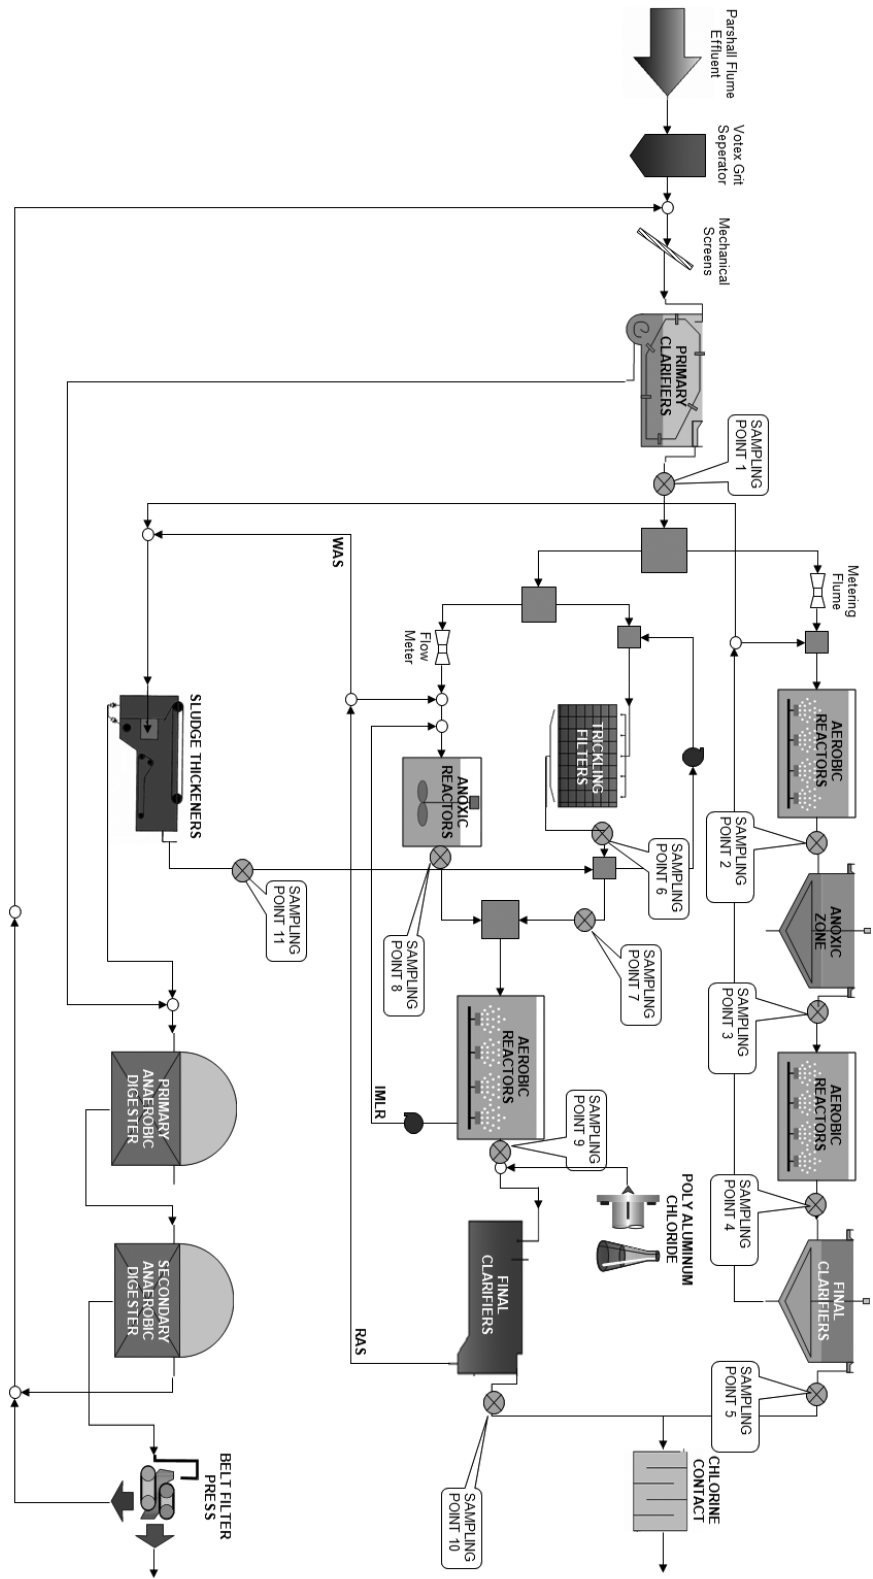 Parshall Flume
Effluent
Votex Grit
Seperator
Mechanical
Screens
PRIMARY
CLARIFIERS
SAMPLING
POINT 1
Metering
Flume
AEROBIC
REACTORS
SAMPLING
POINT 2
ANOXIC
ZONE
SAMPLING
POINT 3
AEROBIC
REACTORS
SAMPLING
POINT 4
FINAL
CLARIFIERS
SAMPLING
POINT 5
TRICKLING
FILTERS
SAMPLING
POINT 6
SAMPLING
POINT 7
Flow
Meter
ANOXIC
REACTORS
SAMPLING
POINT 8
AEROBIC
REACTORS
SAMPLING
POINT 9
IMLR
POLY ALUMINUM
CHLORIDE
FINAL
CLARIFIERS
RAS
WAS
SAMPLING
POINT 10
CHLORINE
CONTACT
SLUDGE THICKENERS
SAMPLING
POINT 11
PRIMARY
ANAEROBIC
DIGESTER
SECONDARY
ANAEROBIC
DIGESTER
BELT FILTER
PRESS